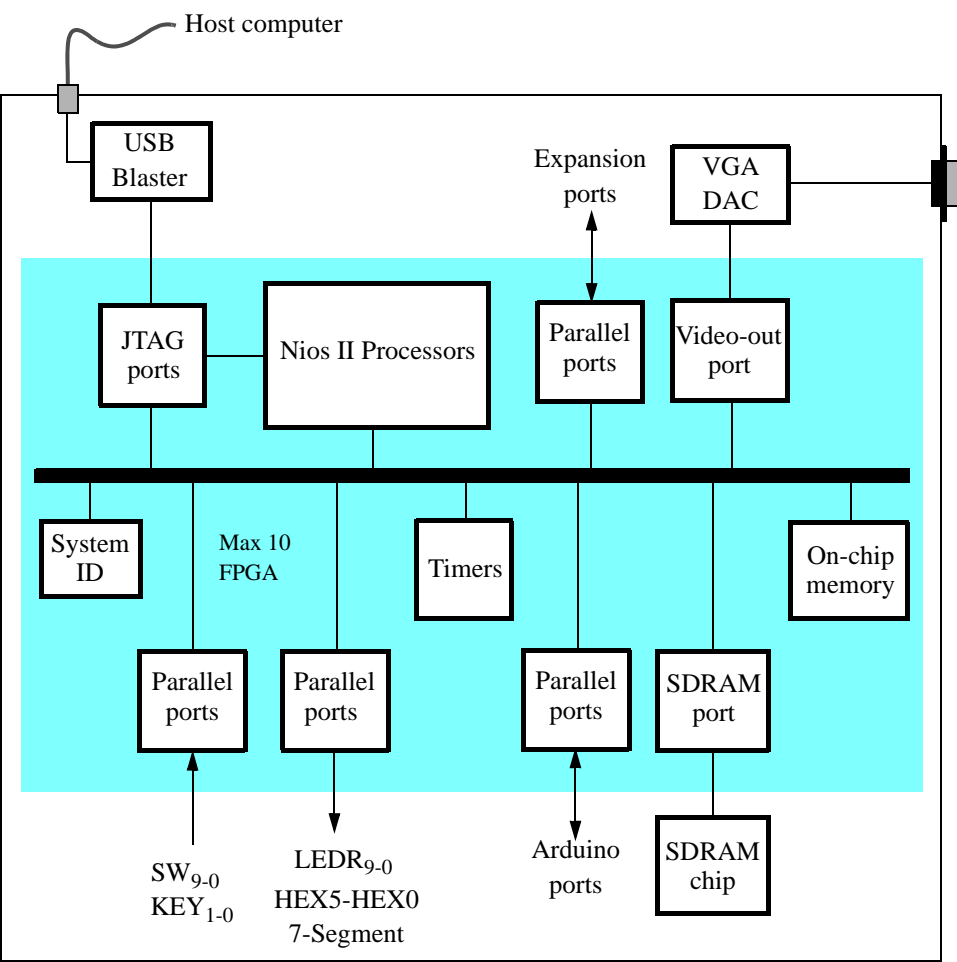 Host computer
USB
Blaster
Expansion
ports
VGA
DAC
JTAG
ports
Nios II Processors
Parallel
ports
Video-out
port
System
ID
Max 10
FPGA
Timers
On-chip
memory
Parallel
ports
Parallel
ports
Parallel
ports
SDRAM
port
SW9-0
KEY1-0
LEDR9-0
HEX5-HEX0
7-Segment
Arduino
ports
SDRAM
chip